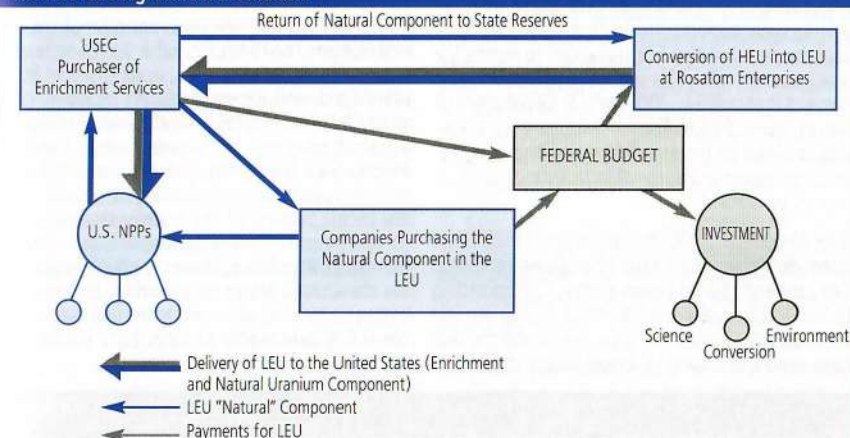 Return of Natural Component to State Reserves
USEC
Purchaser of
Enrichment Services
Conversion of HEU into LEU
at Rosatom Enterprises
FEDERAL BUDGET
U.S. NPPs
Companies Purchasing the
Natural Component in the
LEU
INVESTMENT
Science
Conversion
Environment
Delivery of LEU to the United States (Enrichment
and Natural Uranium Component)
LEU "Natural" Component
Payments for LEU